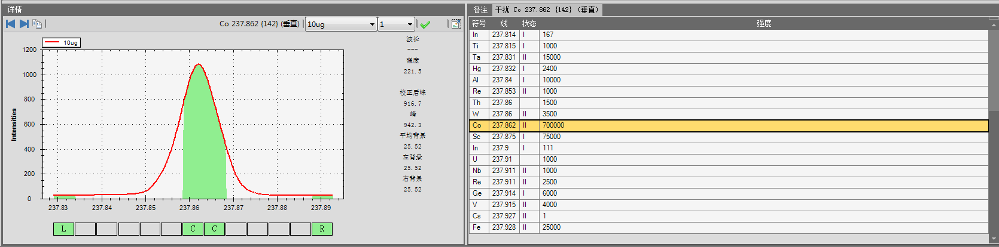 详情
Co 237.862 {142} (垂直)
10ug
1
10ug
Intensities
1200
1000
800
600
400
200
0
237.83 237.84 237.85 237.86 237.87 237.88 237.89
L C C R
波长
---
强度
221.5
校正后峰
916.7
峰
942.3
平均背景
25.52
左背景
25.52
右背景
25.52
备注 干扰 Co 237.862 {142} (垂直)
符号 线 状态 强度
In 237.814 I 167
Ti 237.815 I 1000
Ta 237.831 II 15000
Hg 237.832 I 2400
Al 237.84 I 10000
Re 237.853 II 1000
Th 237.86 1500
W 237.86 II 3500
Co 237.862 II 700000
Sc 237.875 I 75000
In 237.9 I 111
U 237.91 1000
Nb 237.911 II 1000
Re 237.911 II 2500
Ge 237.914 I 6000
V 237.915 II 4000
Cs 237.927 II 1
Fe 237.928 II 25000